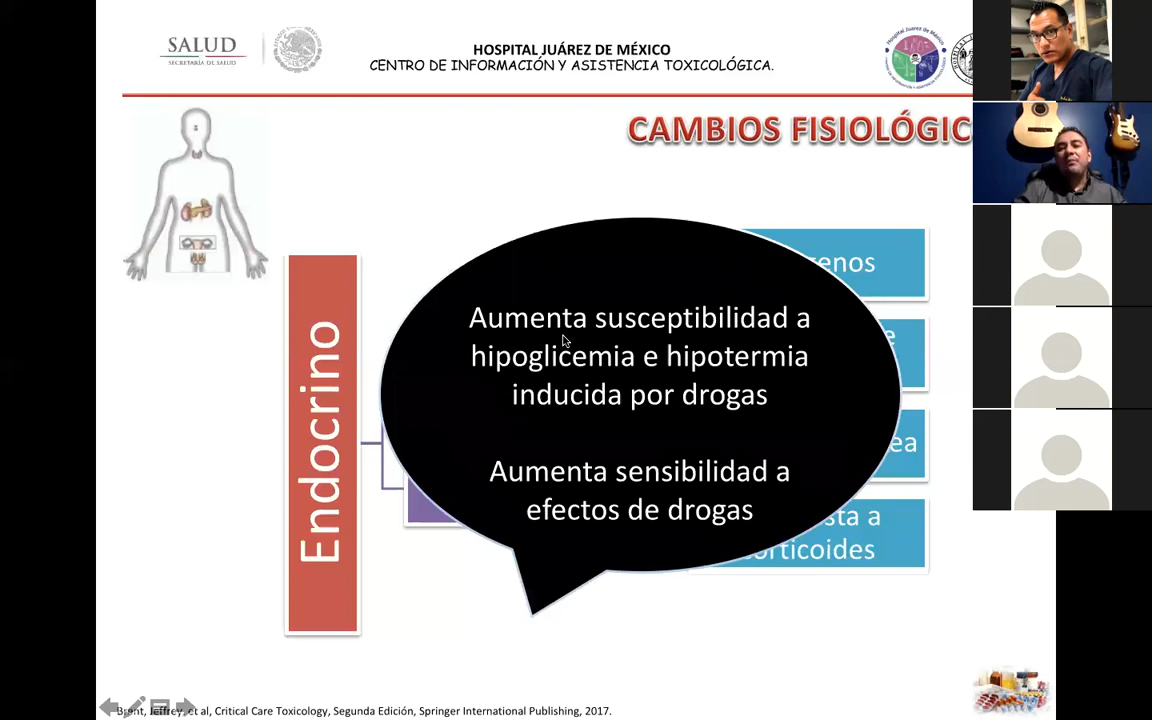 SALUD
SECRETARÍA DE SALUD
HOSPITAL JUÁREZ DE MÉXICO
CENTRO DE INFORMACIÓN Y ASISTENCIA TOXICOLÓGICA.
CAMBIOS FISIOLÓGIC
Endocrino
Aumenta susceptibilidad a
hipoglicemia e hipotermia
inducida por drogas
Aumenta sensibilidad a
efectos de drogas
enos
ea
sta a
orticoides
Brent, Jeffrey, et al, Critical Care Toxicology, Segunda Edición, Springer International Publishing, 2017.